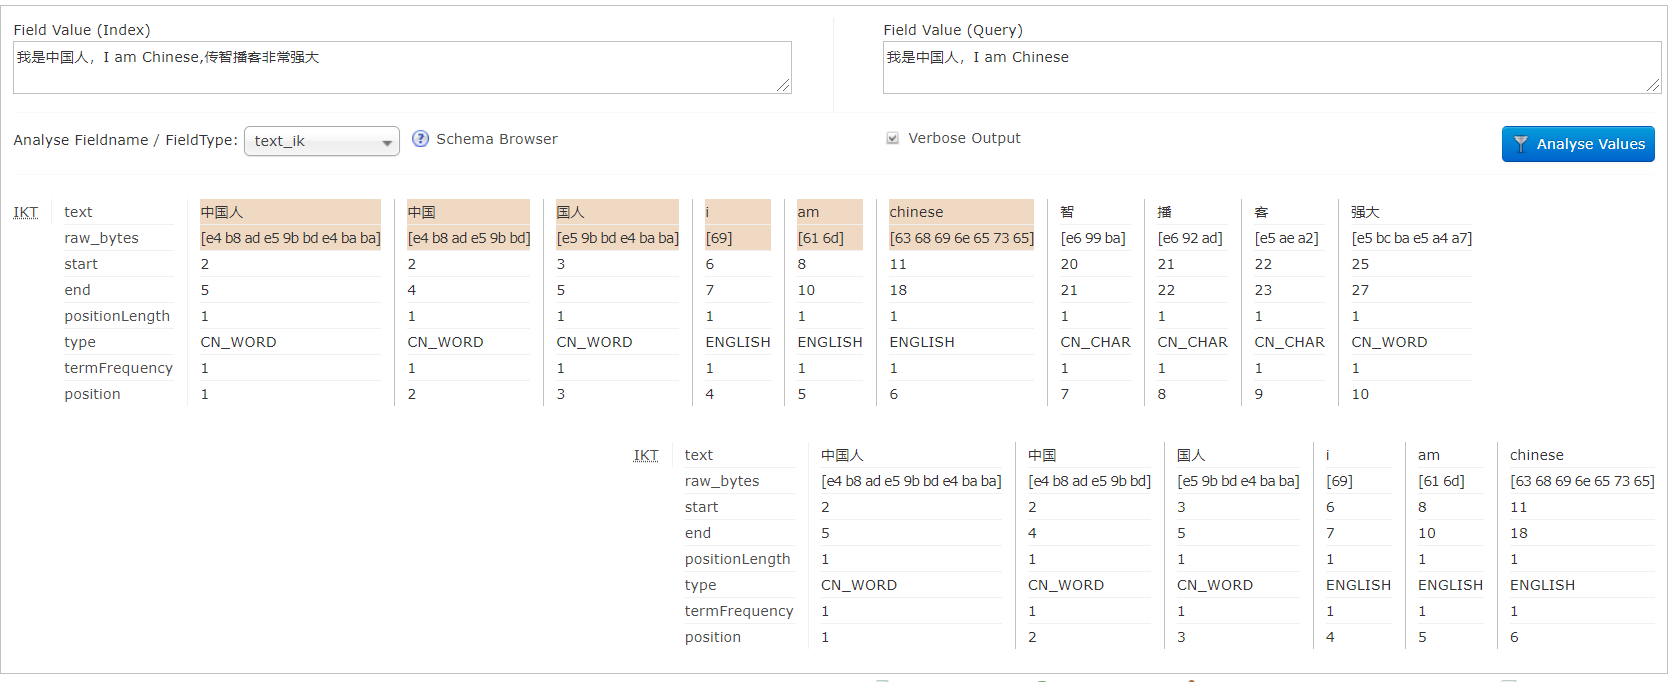 Field Value (Index) Field Value (Query)
我是中国人，I am Chinese,传智播客非常强大 我是中国人，I am Chinese
Analyse Fieldname / FieldType: text_ik ? Schema Browser Verbose Output Analyse Values
IKT text 中国人 中国 国人 i am chinese 智 播 客 强大
raw_bytes [e4 b8 ad e5 9b bd e4 ba ba] [e4 b8 ad e5 9b bd] [e5 9b bd e4 ba ba] [69] [61 6d] [63 68 69 6e 65 73 65] [e6 99 ba] [e6 92 ad] [e5 ae a2] [e5 bc ba e5 a4 a7]
start 2 2 3 6 8 11 20 21 22 25
end 5 4 5 7 10 18 21 22 23 27
positionLength 1 1 1 1 1 1 1 1 1 1
type CN_WORD CN_WORD CN_WORD ENGLISH ENGLISH ENGLISH CN_CHAR CN_CHAR CN_CHAR CN_WORD
termFrequency 1 1 1 1 1 1 1 1 1 1
position 1 2 3 4 5 6 7 8 9 10
IKT text 中国人 中国 国人 i am chinese
raw_bytes [e4 b8 ad e5 9b bd e4 ba ba] [e4 b8 ad e5 9b bd] [e5 9b bd e4 ba ba] [69] [61 6d] [63 68 69 6e 65 73 65]
start 2 2 3 6 8 11
end 5 4 5 7 10 18
positionLength 1 1 1 1 1 1
type CN_WORD CN_WORD CN_WORD ENGLISH ENGLISH ENGLISH
termFrequency 1 1 1 1 1 1
position 1 2 3 4 5 6